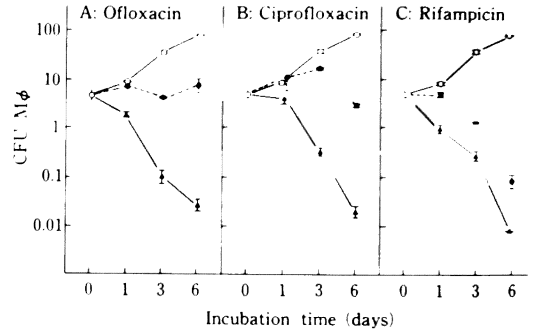 A: Ofloxacin B: Ciprofloxacin C: Rifampicin
100
10
1
0.1
0.01
CFU Mϕ
0 1 3 6 0 1 3 6 0 1 3 6
Incubation time (days)